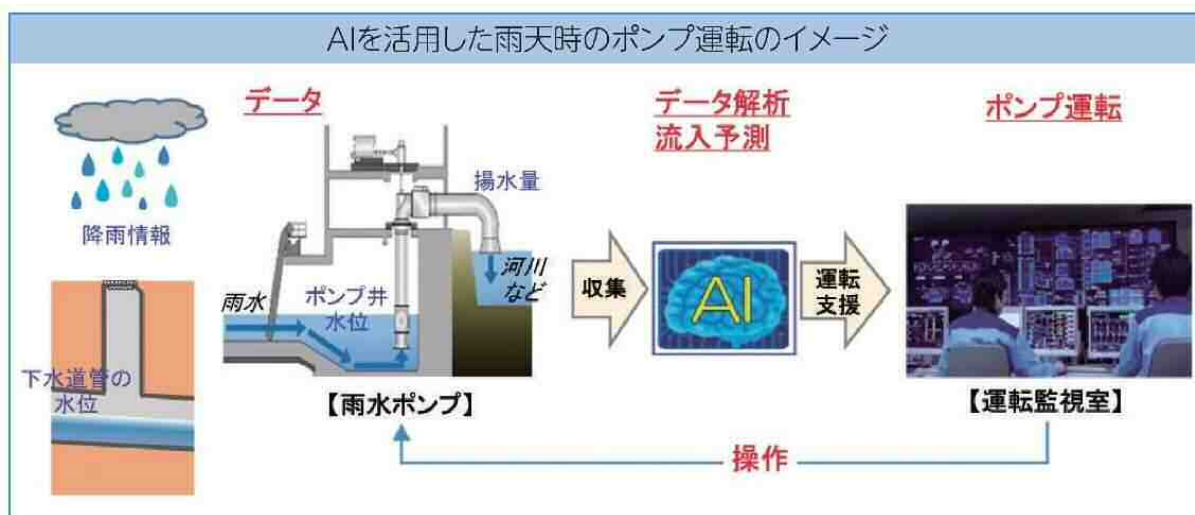 AIを活用した雨天時のポンプ運転のイメージ
データ
データ解析
流入予測
ポンプ運転
降雨情報
下水道管の
水位
揚水量
雨水
ポンプ井
水位
河川
など
【雨水ポンプ】
収集
AI
運転
支援
【運転監視室】
操作